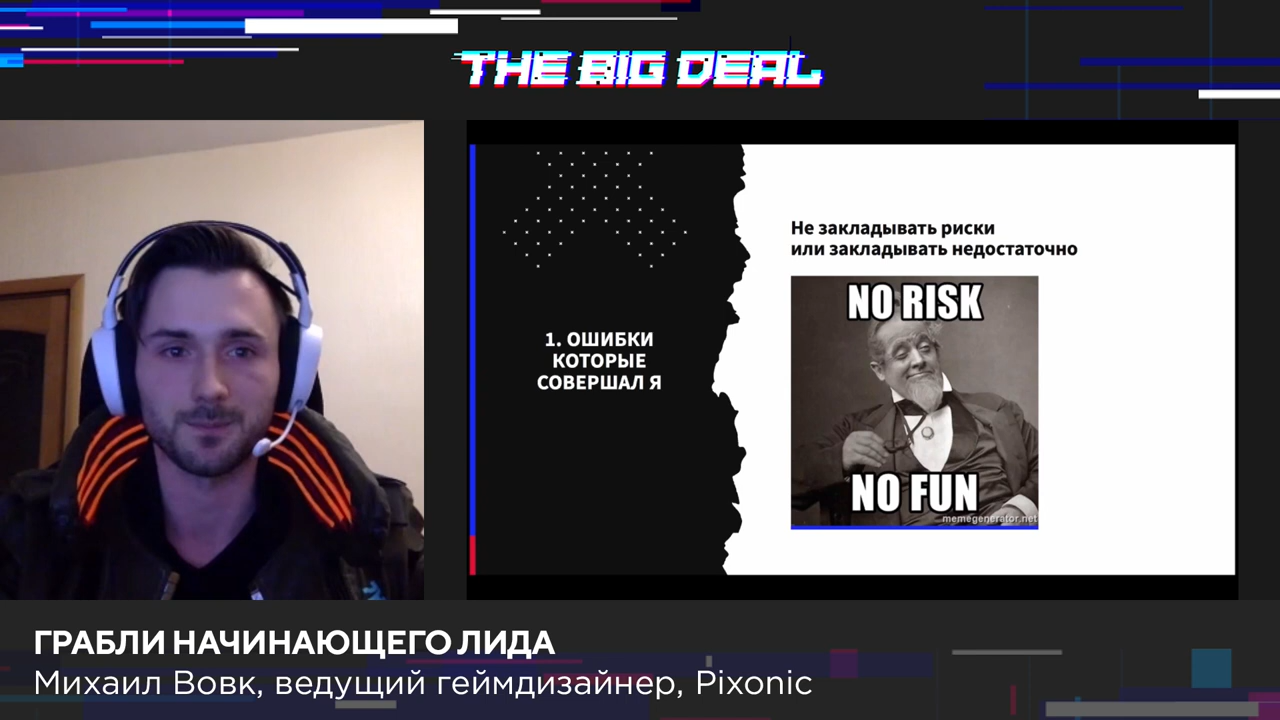 THE BIG DEAL
1. ОШИБКИ
КОТОРЫЕ
СОВЕРШАЛ Я
Не закладывать риски
или закладывать недостаточно
NO RISK
NO FUN
memegenerator.net
ГРАБЛИ НАЧИНАЮЩЕГО ЛИДА
Михаил Вовк, ведущий геймдизайнер, Pixonic